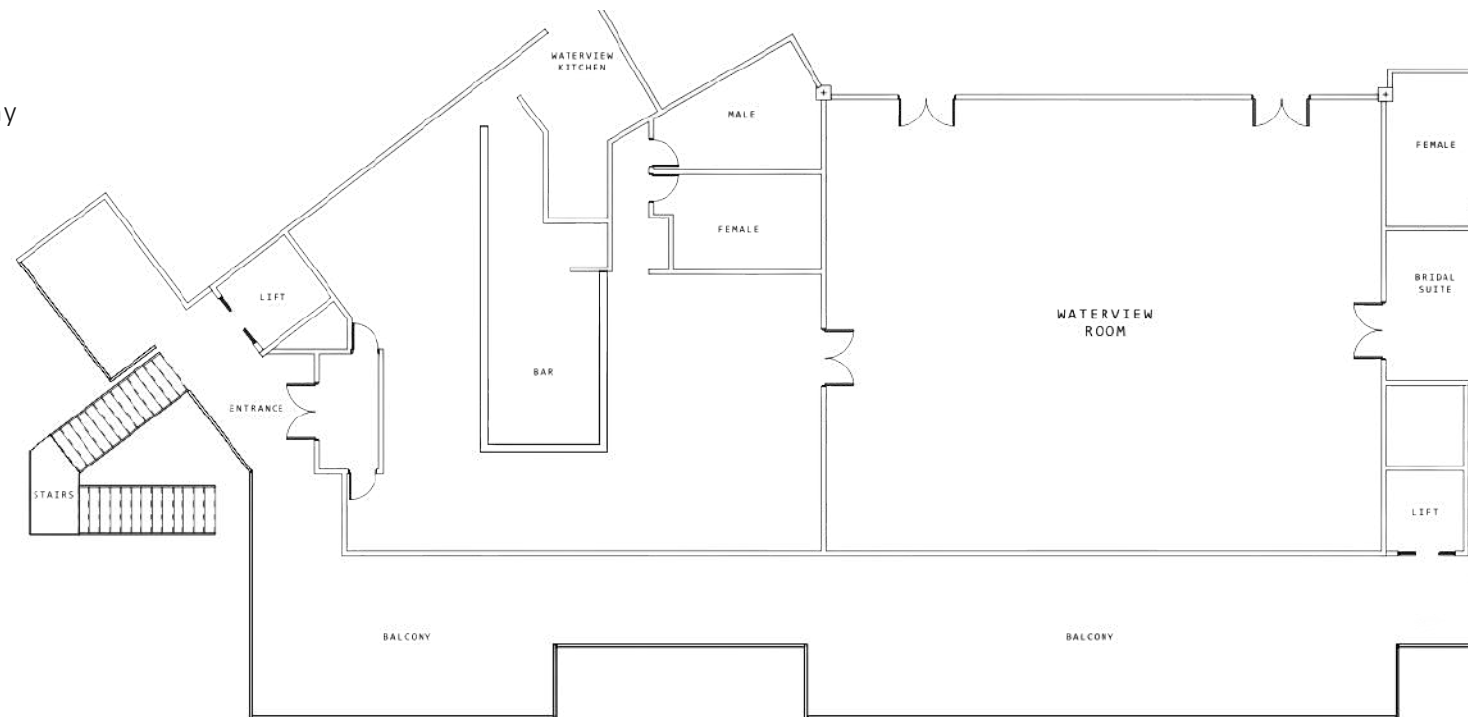 WATERVIEW
KITCHEN
MALE
FEMALE
FEMALE
BRIDAL
SUITE
LIFT
WATERVIEW
ROOM
BAR
ENTRANCE
STAIRS
LIFT
BALCONY
BALCONY